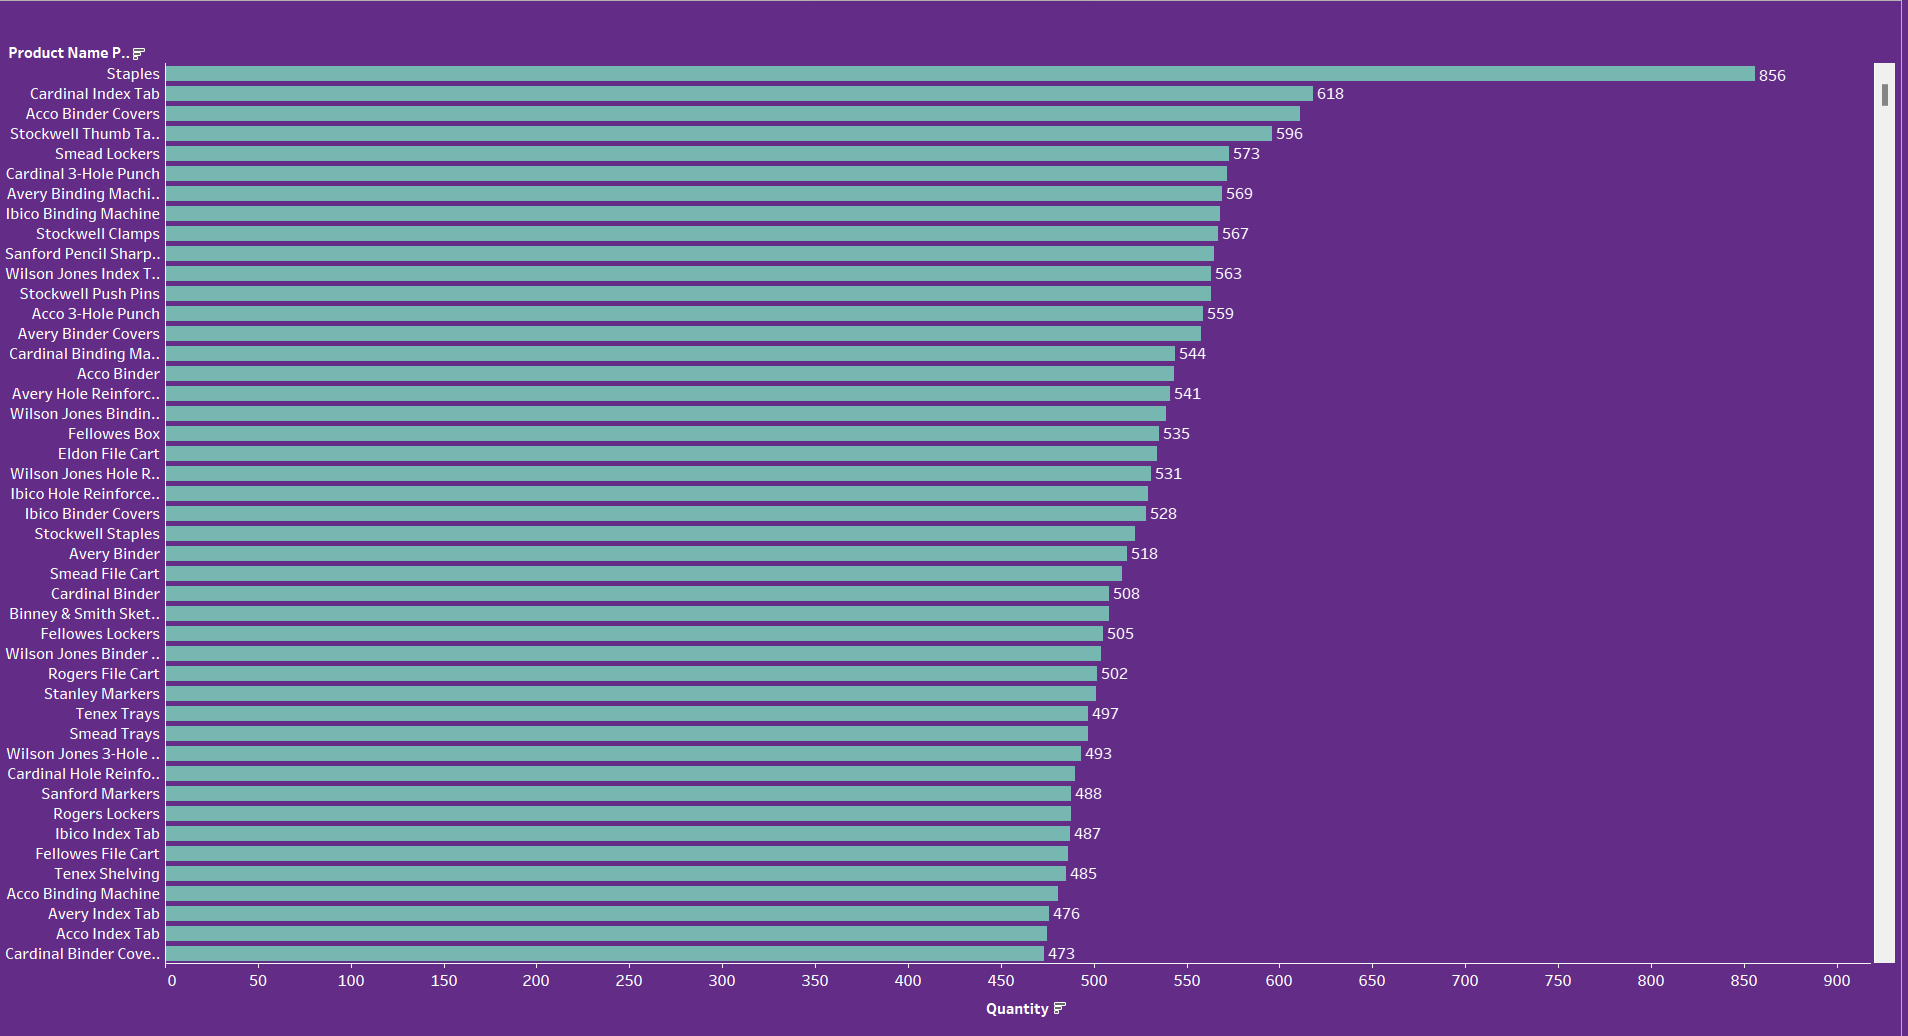 Product Name P..
Staples 856
Cardinal Index Tab 618
Acco Binder Covers
Stockwell Thumb Ta.. 596
Smead Lockers 573
Cardinal 3-Hole Punch
Avery Binding Machi.. 569
Ibico Binding Machine
Stockwell Clamps 567
Sanford Pencil Sharp..
Wilson Jones Index T.. 563
Stockwell Push Pins
Acco 3-Hole Punch 559
Avery Binder Covers
Cardinal Binding Ma.. 544
Acco Binder
Avery Hole Reinforc.. 541
Wilson Jones Bindin..
Fellowes Box 535
Eldon File Cart
Wilson Jones Hole R.. 531
Ibico Hole Reinforce..
Ibico Binder Covers 528
Stockwell Staples
Avery Binder 518
Smead File Cart
Cardinal Binder 508
Binney & Smith Sket..
Fellowes Lockers 505
Wilson Jones Binder ..
Rogers File Cart 502
Stanley Markers
Tenex Trays 497
Smead Trays
Wilson Jones 3-Hole .. 493
Cardinal Hole Reinfo..
Sanford Markers 488
Rogers Lockers
Ibico Index Tab 487
Fellowes File Cart
Tenex Shelving 485
Acco Binding Machine
Avery Index Tab 476
Acco Index Tab
Cardinal Binder Cove.. 473
0 50 100 150 200 250 300 350 400 450 500 550 600 650 700 750 800 850 900
Quantity